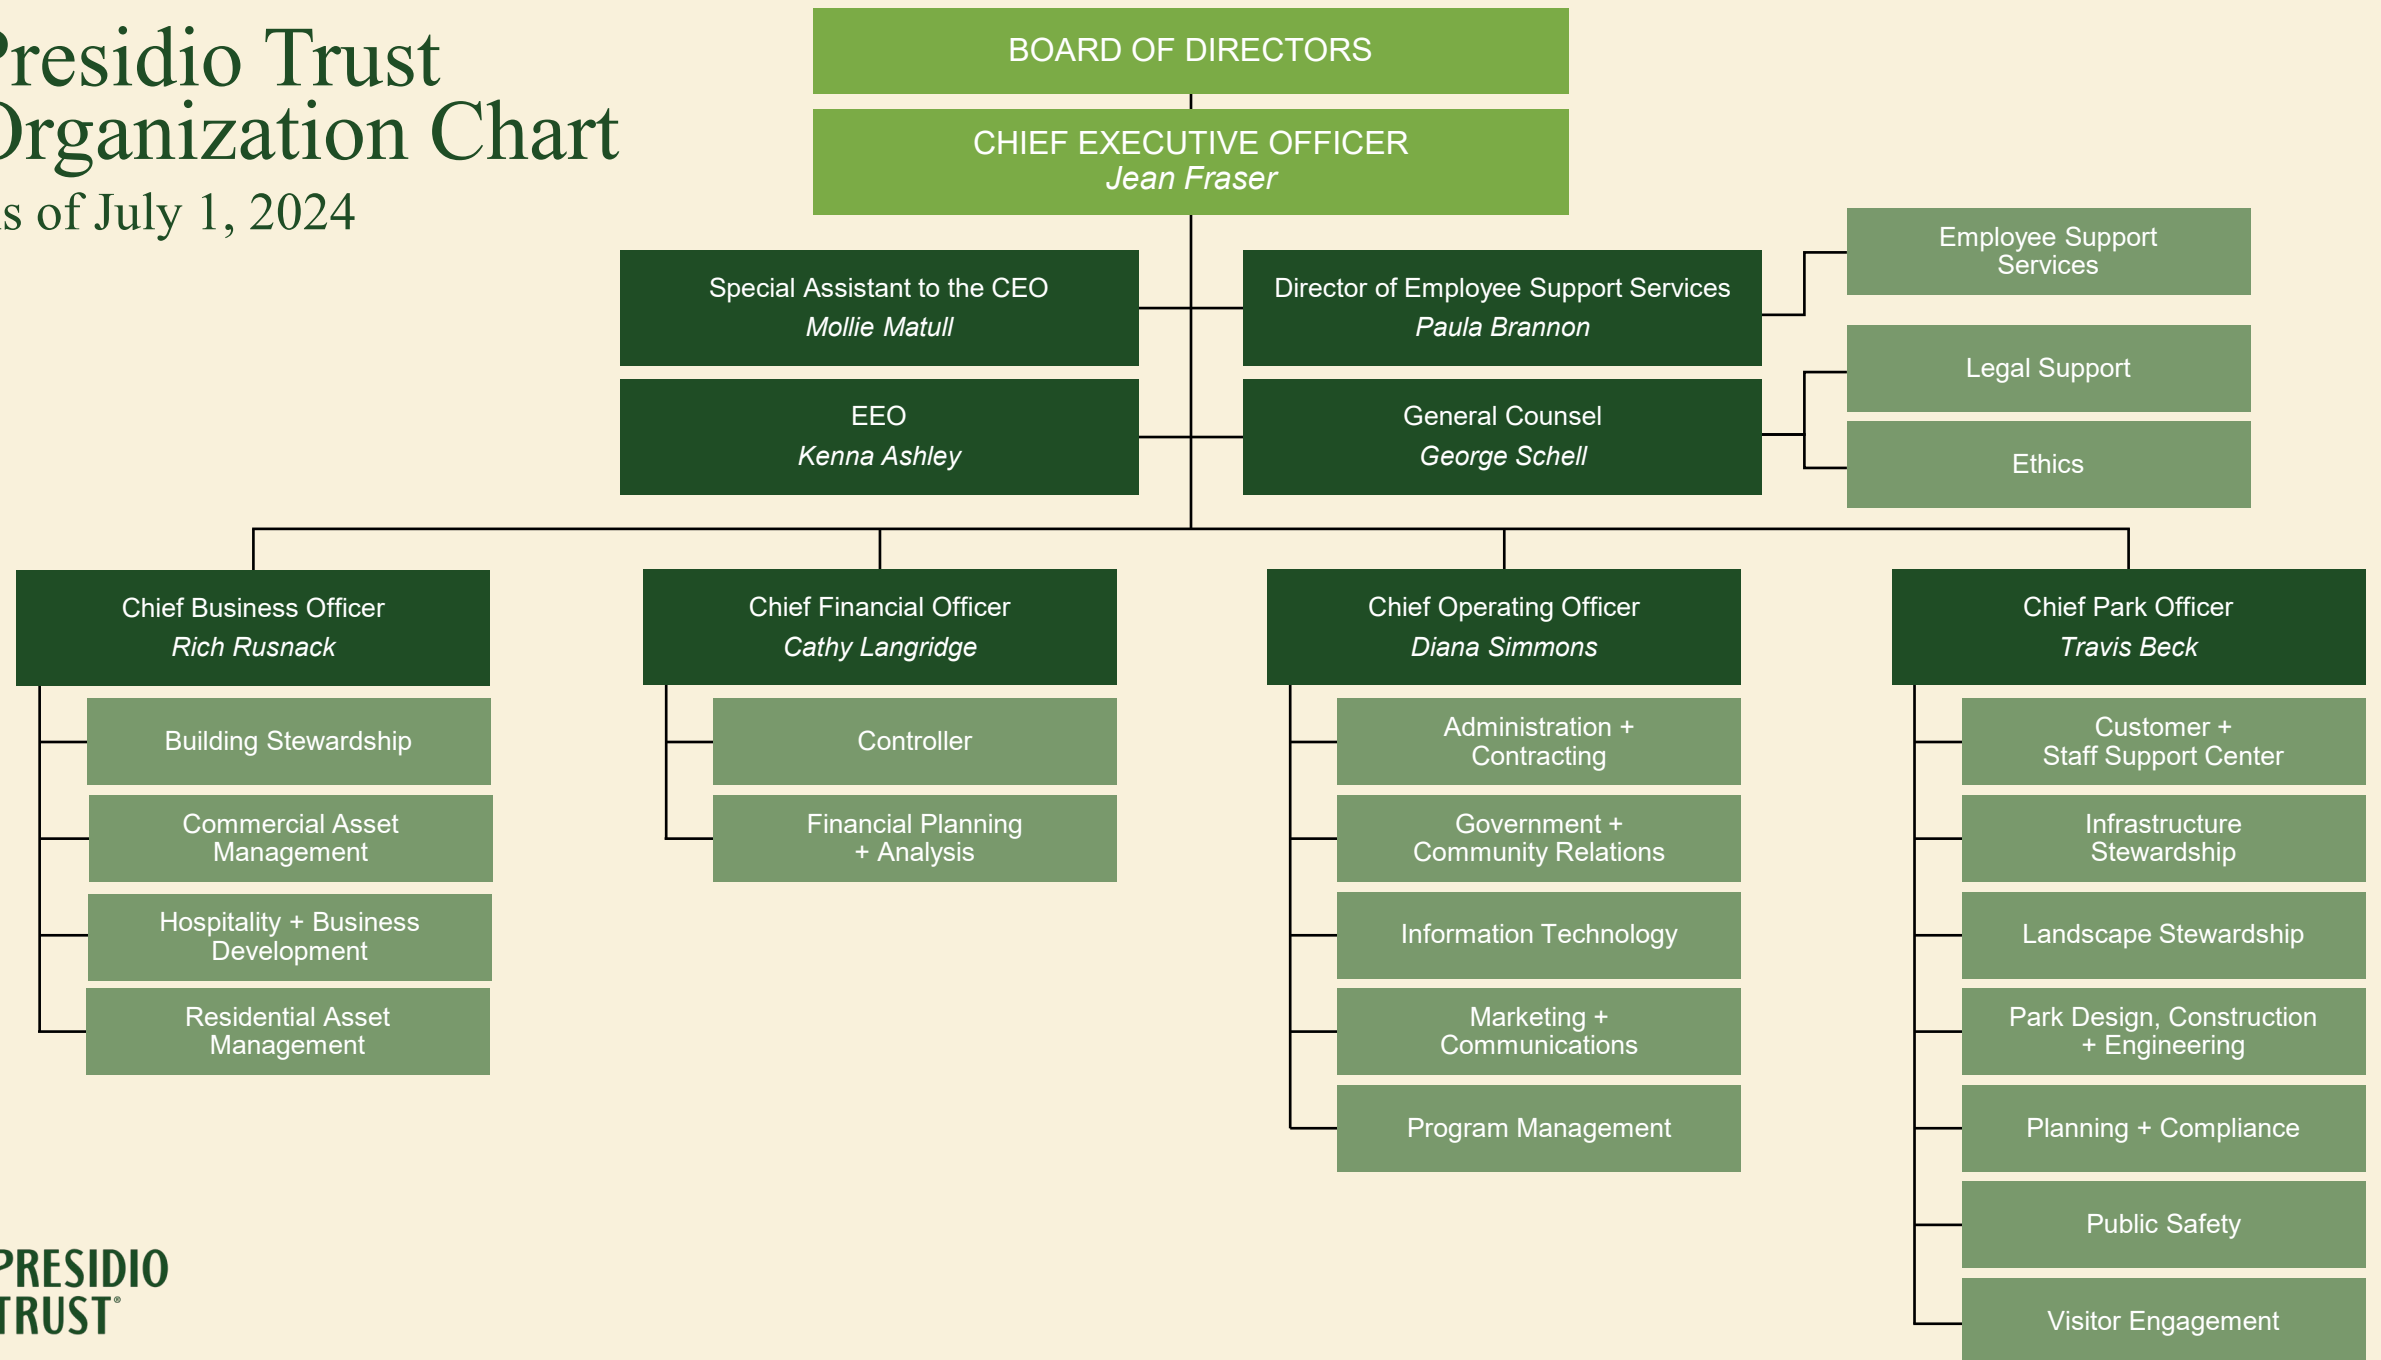 Presidio Trust
Organization Chart
As of July 1, 2024
BOARD OF DIRECTORS
CHIEF EXECUTIVE OFFICER
Jean Fraser
Special Assistant to the CEO
Mollie Matull
Director of Employee Support Services
Paula Brannon
Employee Support
Services
EEO
Kenna Ashley
General Counsel
George Schell
Legal Support
Ethics
Chief Business Officer
Rich Rusnack
Building Stewardship
Commercial Asset
Management
Hospitality + Business
Development
Residential Asset
Management
Chief Financial Officer
Cathy Langridge
Controller
Financial Planning
+ Analysis
Chief Operating Officer
Diana Simmons
Administration +
Contracting
Government +
Community Relations
Information Technology
Marketing +
Communications
Program Management
Chief Park Officer
Travis Beck
Customer +
Staff Support Center
Infrastructure
Stewardship
Landscape Stewardship
Park Design, Construction
+ Engineering
Planning + Compliance
Public Safety
Visitor Engagement
PRESIDIO
TRUST®